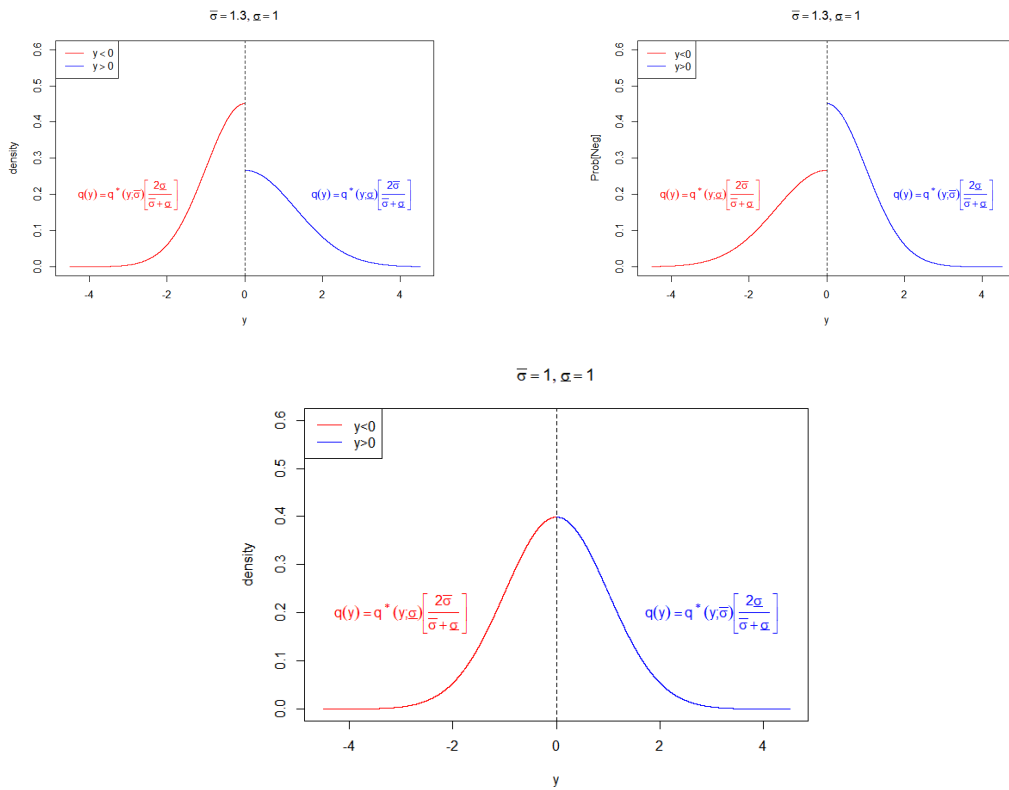 σ̅ = 1.3, σ̲ = 1
density
0.6
0.5
0.4
0.3
0.2
0.1
0.0
y < 0
y > 0
q(y) = q*(y;σ̅)[2σ̲/(σ̅ + σ̲)]
q(y) = q*(y;σ̲)[2σ̅/(σ̅ + σ̲)]
-4 -2 0 2 4
y
σ̅ = 1.3, σ̲ = 1
Prob[Neg]
0.6
0.5
0.4
0.3
0.2
0.1
0.0
y<0
y>0
q(y) = q*(y;σ̲)[2σ̅/(σ̅ + σ̲)]
q(y) = q*(y;σ̅)[2σ̲/(σ̅ + σ̲)]
-4 -2 0 2 4
y
σ̅ = 1, σ̲ = 1
density
0.6
0.5
0.4
0.3
0.2
0.1
0.0
y<0
y>0
q(y) = q*(y;σ̲)[2σ̅/(σ̅ + σ̲)]
q(y) = q*(y;σ̅)[2σ̲/(σ̅ + σ̲)]
-4 -2 0 2 4
y